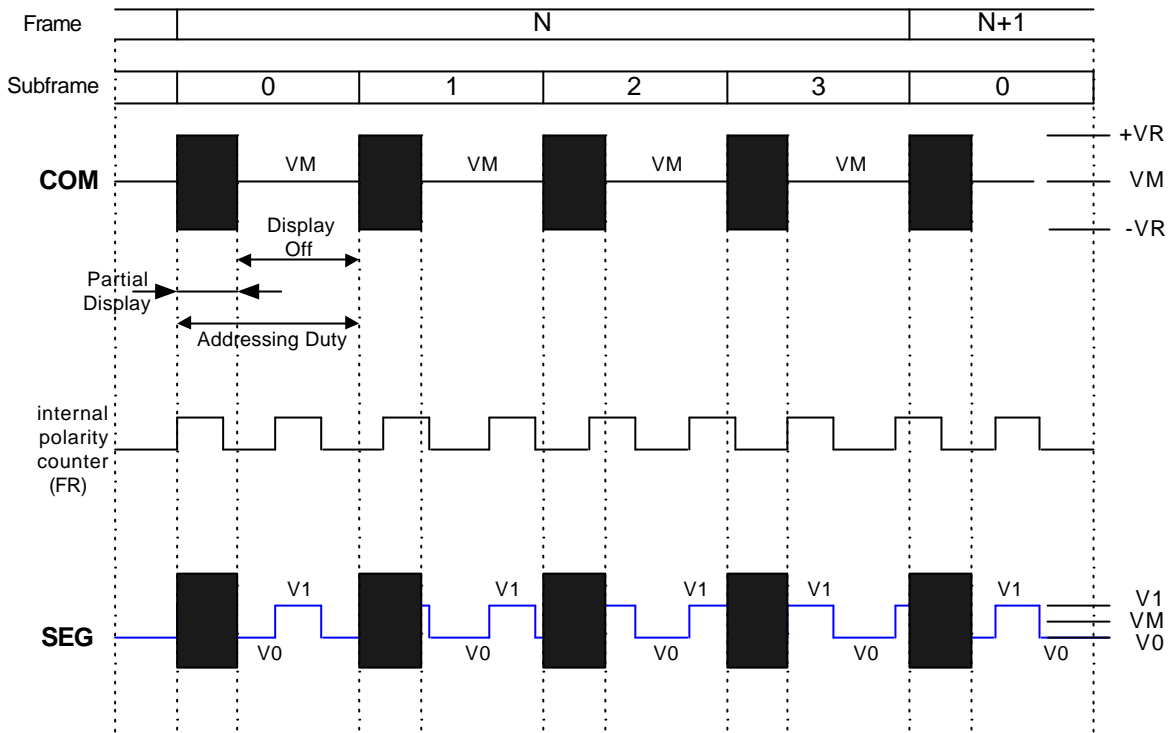 Frame
N
N+1
Subframe
0
1
2
3
0
COM
VM
VM
VM
VM
+VR
VM
-VR
Display
Off
Partial
Display
Addressing Duty
internal
polarity
counter
(FR)
SEG
V1
V1
V1
V1
V1
V0
V0
V0
V0
V0
V1
VM
V0